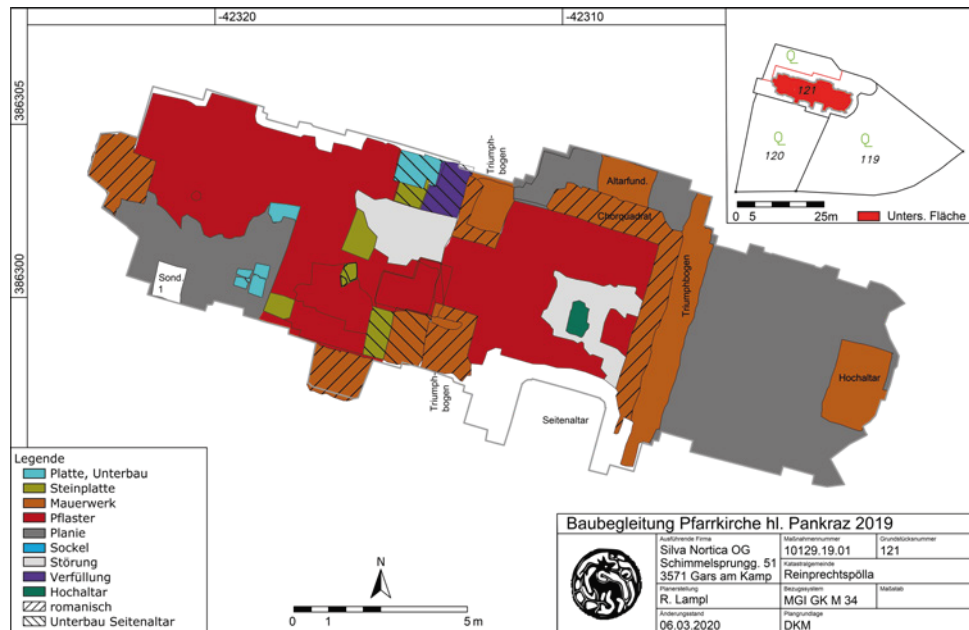 -42320
-42310
386305
386300
Triumph-
bogen
Altarfund.
Chorquadrat
Triumphbogen
Sond.
1
Hochaltar
Triumph-
bogen
Seitenaltar
Q
121
Q
120
Q
119
0 5 25m
Unters. Fläche
Legende
Platte, Unterbau
Steinplatte
Mauerwerk
Pflaster
Planie
Sockel
Störung
Verfüllung
Hochaltar
romanisch
Unterbau Seitenaltar
N
0 1 5 m
Baubegleitung Pfarrkirche hl. Pankraz 2019
Ausführende Firma
Silva Nortica OG
Schimmelsprungg. 51
3571 Gars am Kamp
Maßnahmennummer
10129.19.01
Grundstücksnummer
121
Katastralgemeinde
Reinprechtspölla
Planerstellung
R. Lampl
Bezugssystem
MGI GK M 34
Maßstab
Änderungsstand
06.03.2020
Plangrundlage
DKM